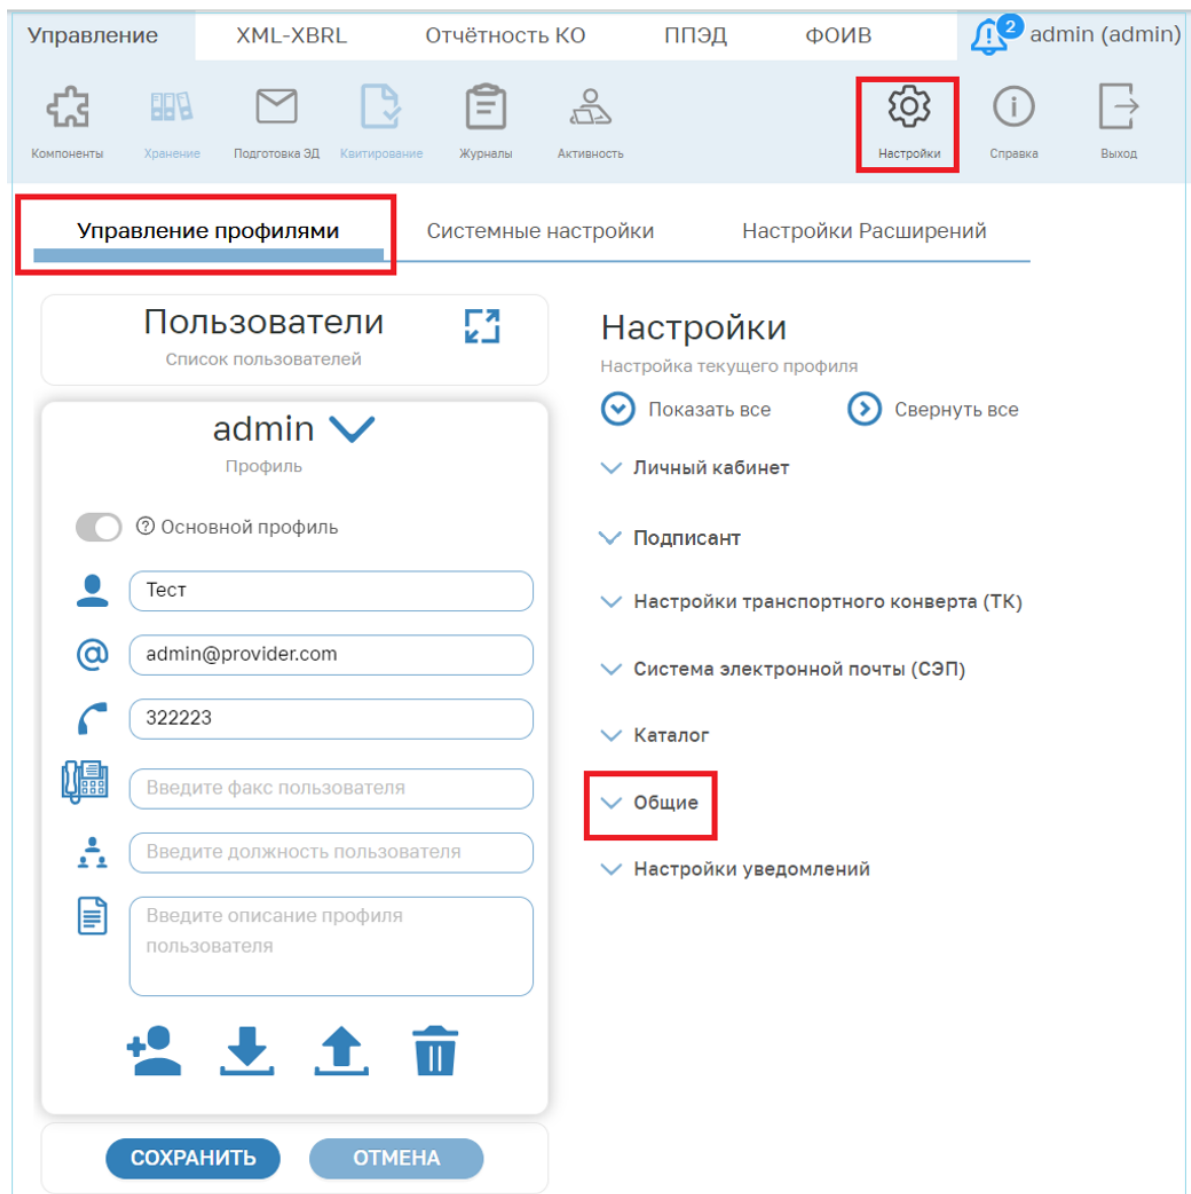 Управление XML-XBRL Отчётность КО ППЭД ФОИВ 2 admin (admin)
Компоненты Хранение Подготовка ЭД Квитирование Журналы Активность Настройки Справка Выход
Управление профилями Системные настройки Настройки Расширений
Пользователи
Список пользователей
admin
Профиль
Основной профиль
Тест
admin@provider.com
322223
Введите факс пользователя
Введите должность пользователя
Введите описание профиля
пользователя
СОХРАНИТЬ ОТМЕНА
Настройки
Настройка текущего профиля
Показать все Свернуть все
Личный кабинет
Подписант
Настройки транспортного конверта (ТК)
Система электронной почты (СЭП)
Каталог
Общие
Настройки уведомлений